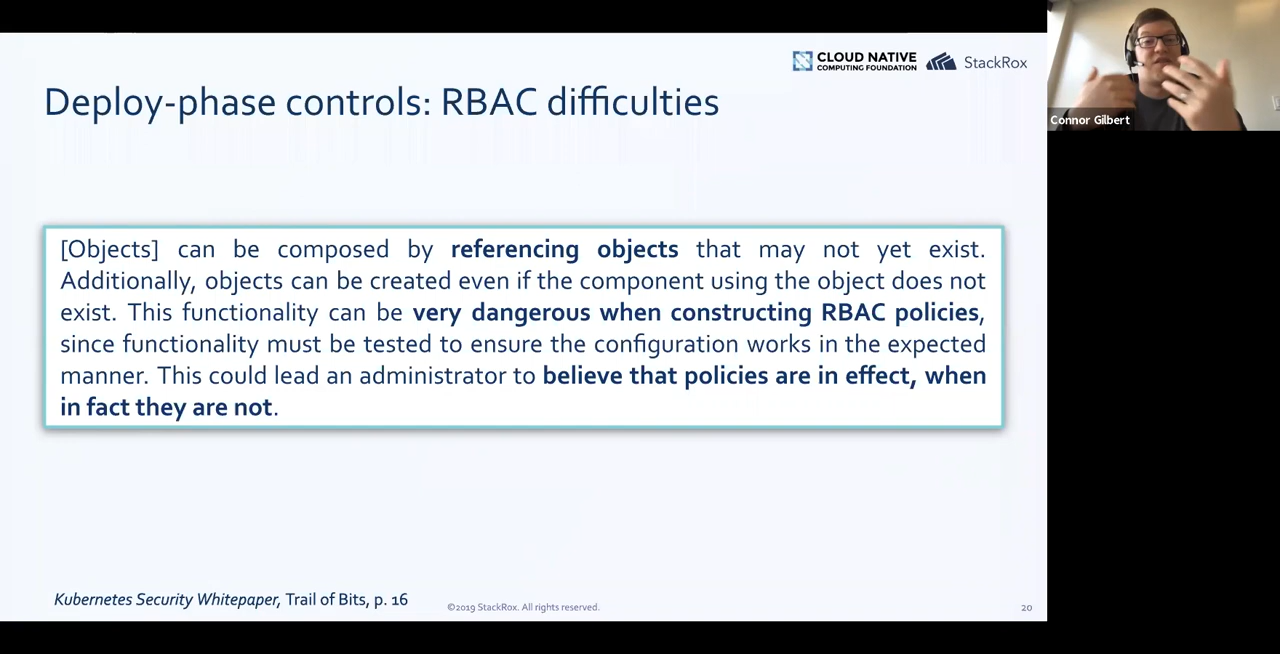 CLOUD NATIVE
COMPUTING FOUNDATION
StackRox
Deploy-phase controls: RBAC difficulties
[Objects] can be composed by referencing objects that may not yet exist.
Additionally, objects can be created even if the component using the object does not
exist. This functionality can be very dangerous when constructing RBAC policies,
since functionality must be tested to ensure the configuration works in the expected
manner. This could lead an administrator to believe that policies are in effect, when
in fact they are not.
Kubernetes Security Whitepaper, Trail of Bits, p. 16
©2019 StackRox. All rights reserved.
20
Connor Gilbert